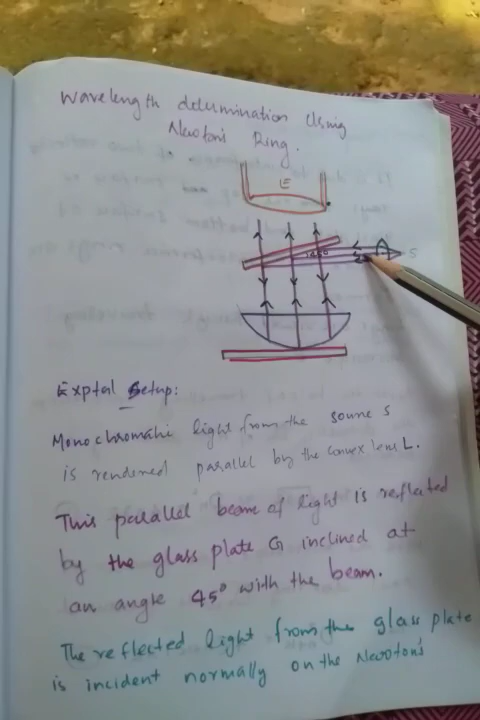 Wavelength determination Using
Newton's Ring.
E
45°
S
Exptal Setup:
Monochromatic light from the source S
is rendered parallel by the convex lens L.
This parallel beam of light is reflected
by the glass plate G inclined at
an angle 45° with the beam.
The reflected light from the glass plate
is incident normally on the Newton's